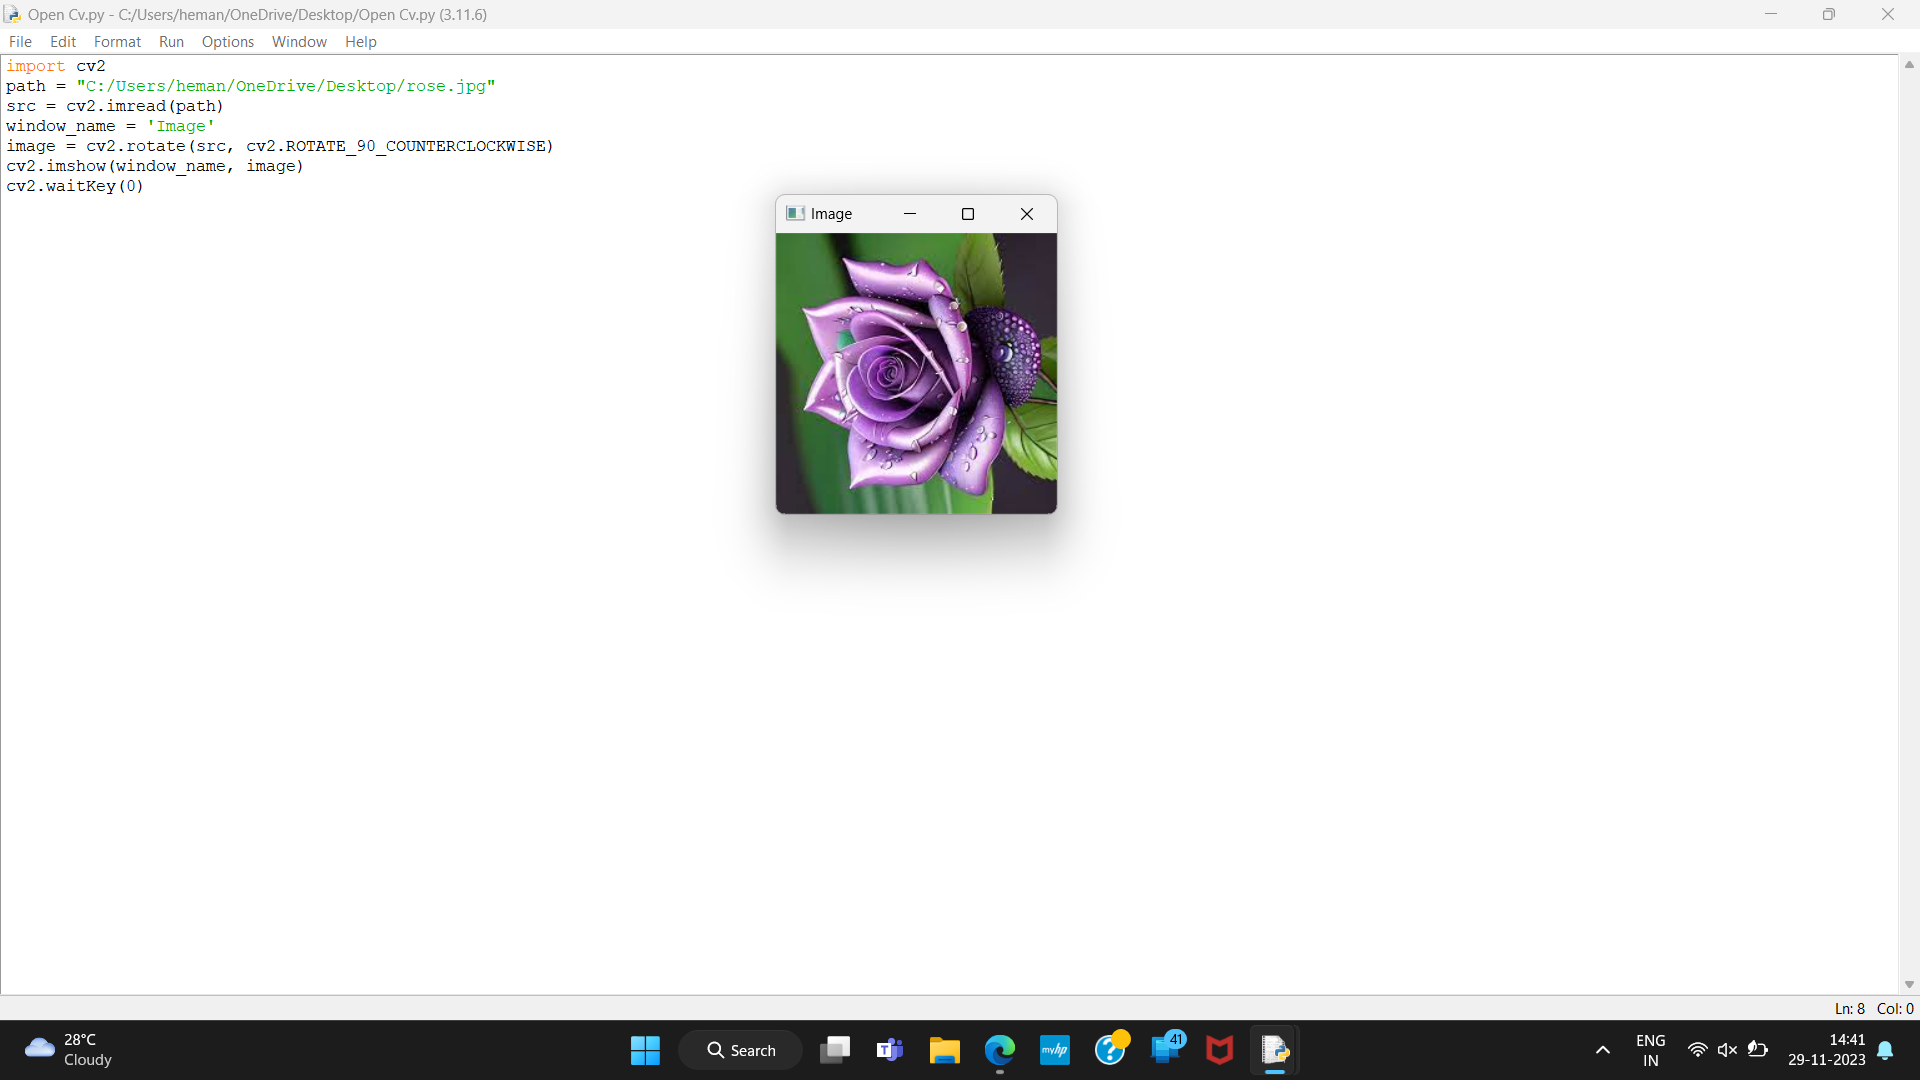 Open Cv.py - C:/Users/heman/OneDrive/Desktop/Open Cv.py (3.11.6)
File Edit Format Run Options Window Help
import cv2
path = "C:/Users/heman/OneDrive/Desktop/rose.jpg"
src = cv2.imread(path)
window_name = 'Image'
image = cv2.rotate(src, cv2.ROTATE_90_COUNTERCLOCKWISE)
cv2.imshow(window_name, image)
cv2.waitKey(0)
Image
Ln: 8 Col: 0
28°C
Cloudy
Search
T
myhp
?
41
ENG
IN
14:41
29-11-2023